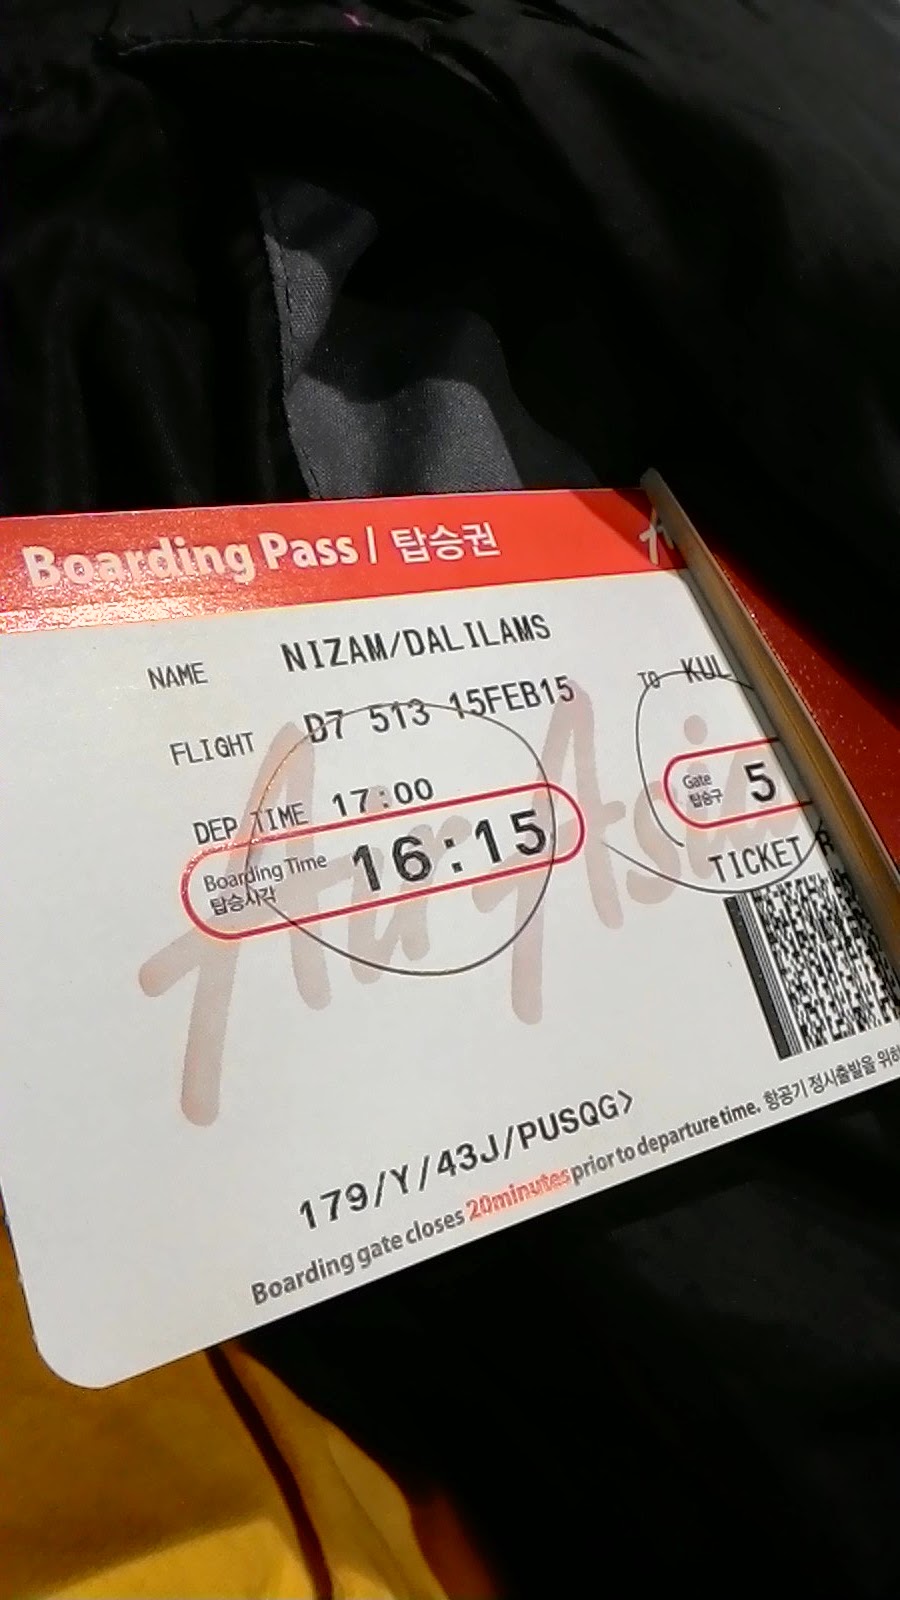 Boarding Pass / 탑승권
NAME NIZAM/DALILAMS
FLIGHT D7 513 15FEB15 TO KUL
DEP TIME 17:00
Boarding Time 16:15 Gate 5
탑승시각 탑승구
TICKET
AirAsia
179/Y/43J/PUSQG>
Boarding gate closes 20minutes prior to departure time. 항공기 정시출발을 위하